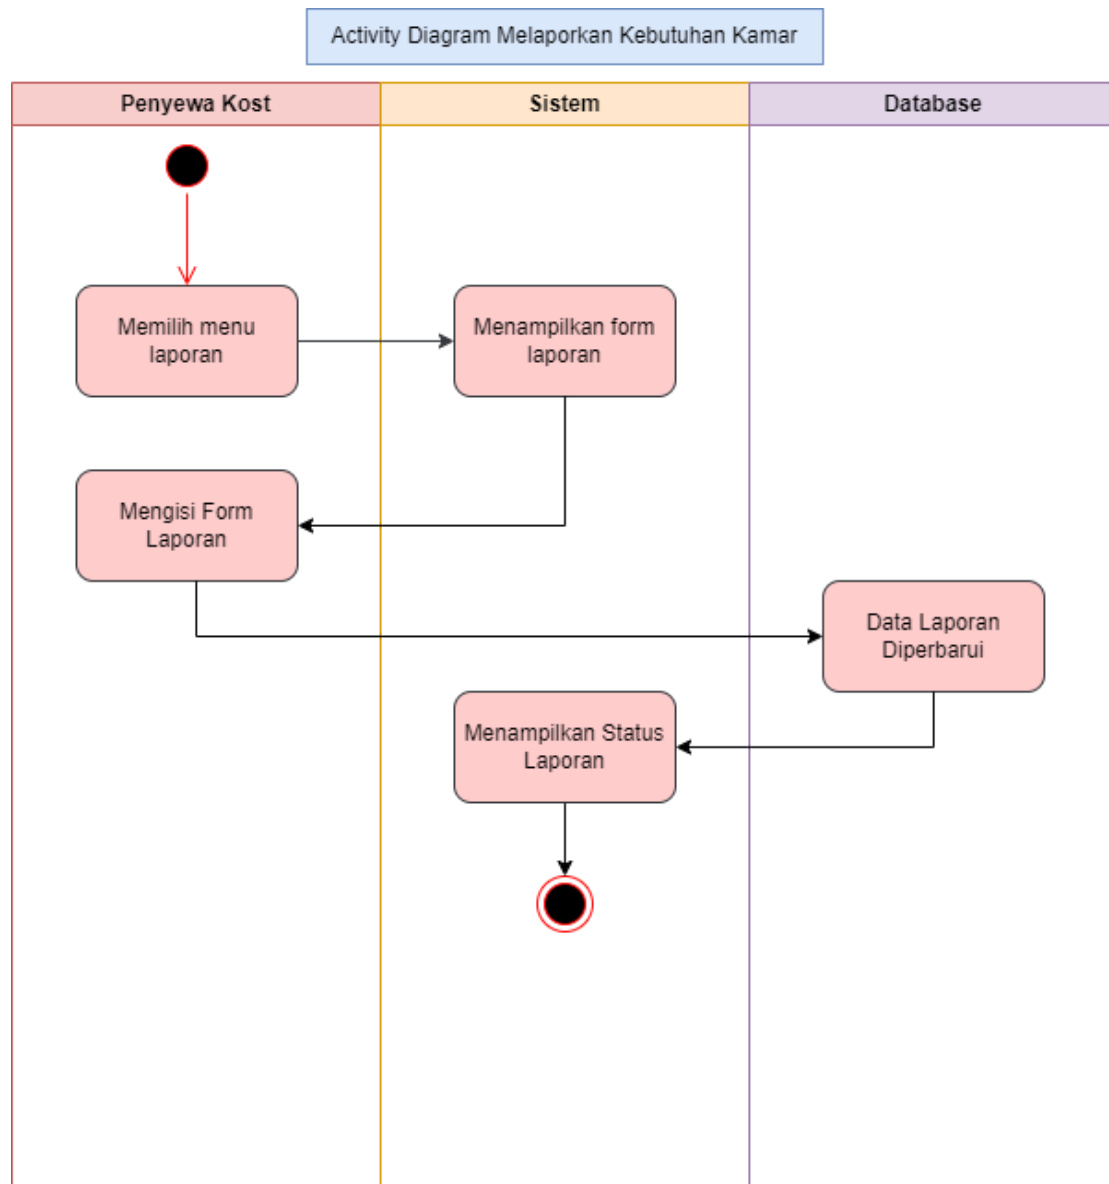 Activity Diagram Melaporkan Kebutuhan Kamar
Penyewa Kost
Sistem
Database
Memilih menu
laporan
Menampilkan form
laporan
Mengisi Form
Laporan
Data Laporan
Diperbarui
Menampilkan Status
Laporan